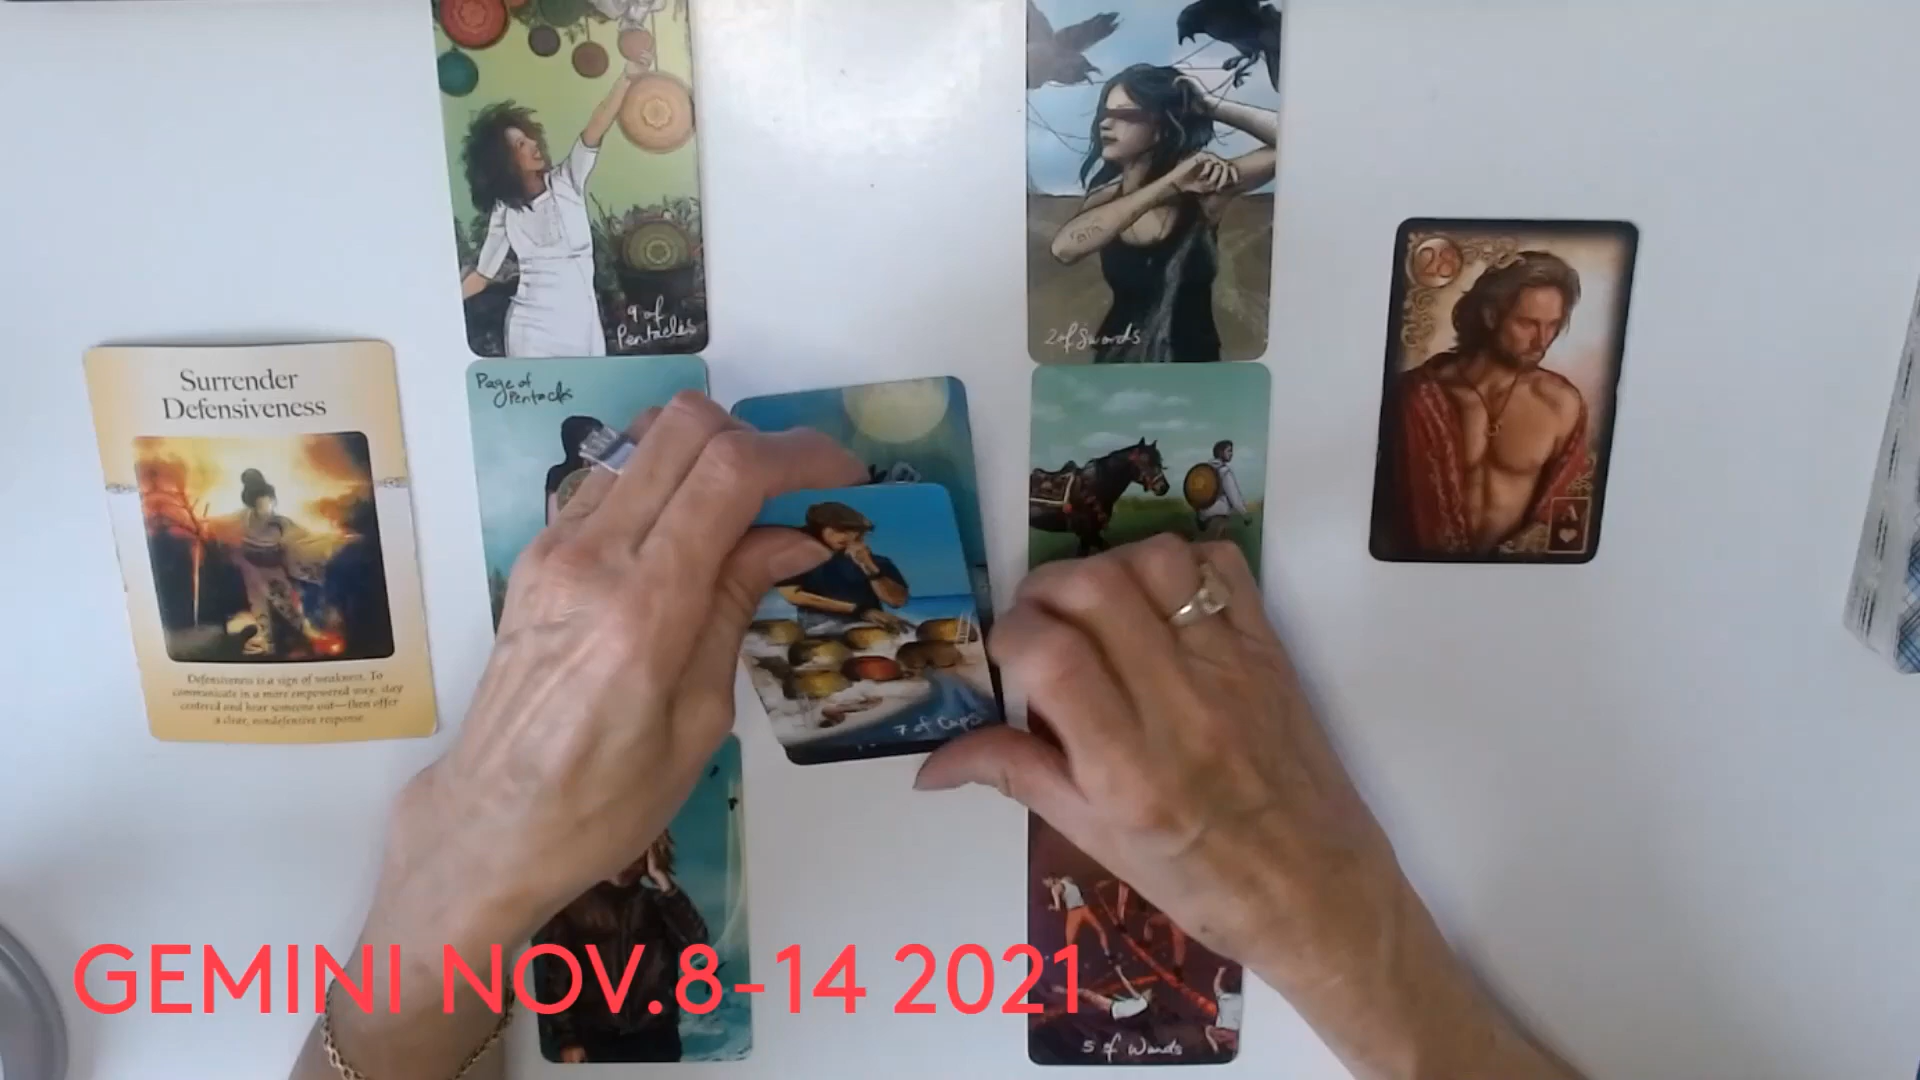 9 of
Pentacles
2 of Swords
28
Surrender
Defensiveness
Page of
Pentacles
A
Defensiveness is a sign of weakness. To
communicate in a more empowered way, stay
centered and hear someone out—then offer
a clear, nondefensive response.
7 of Cups
GEMINI NOV.8-14 2021
5 of Wands